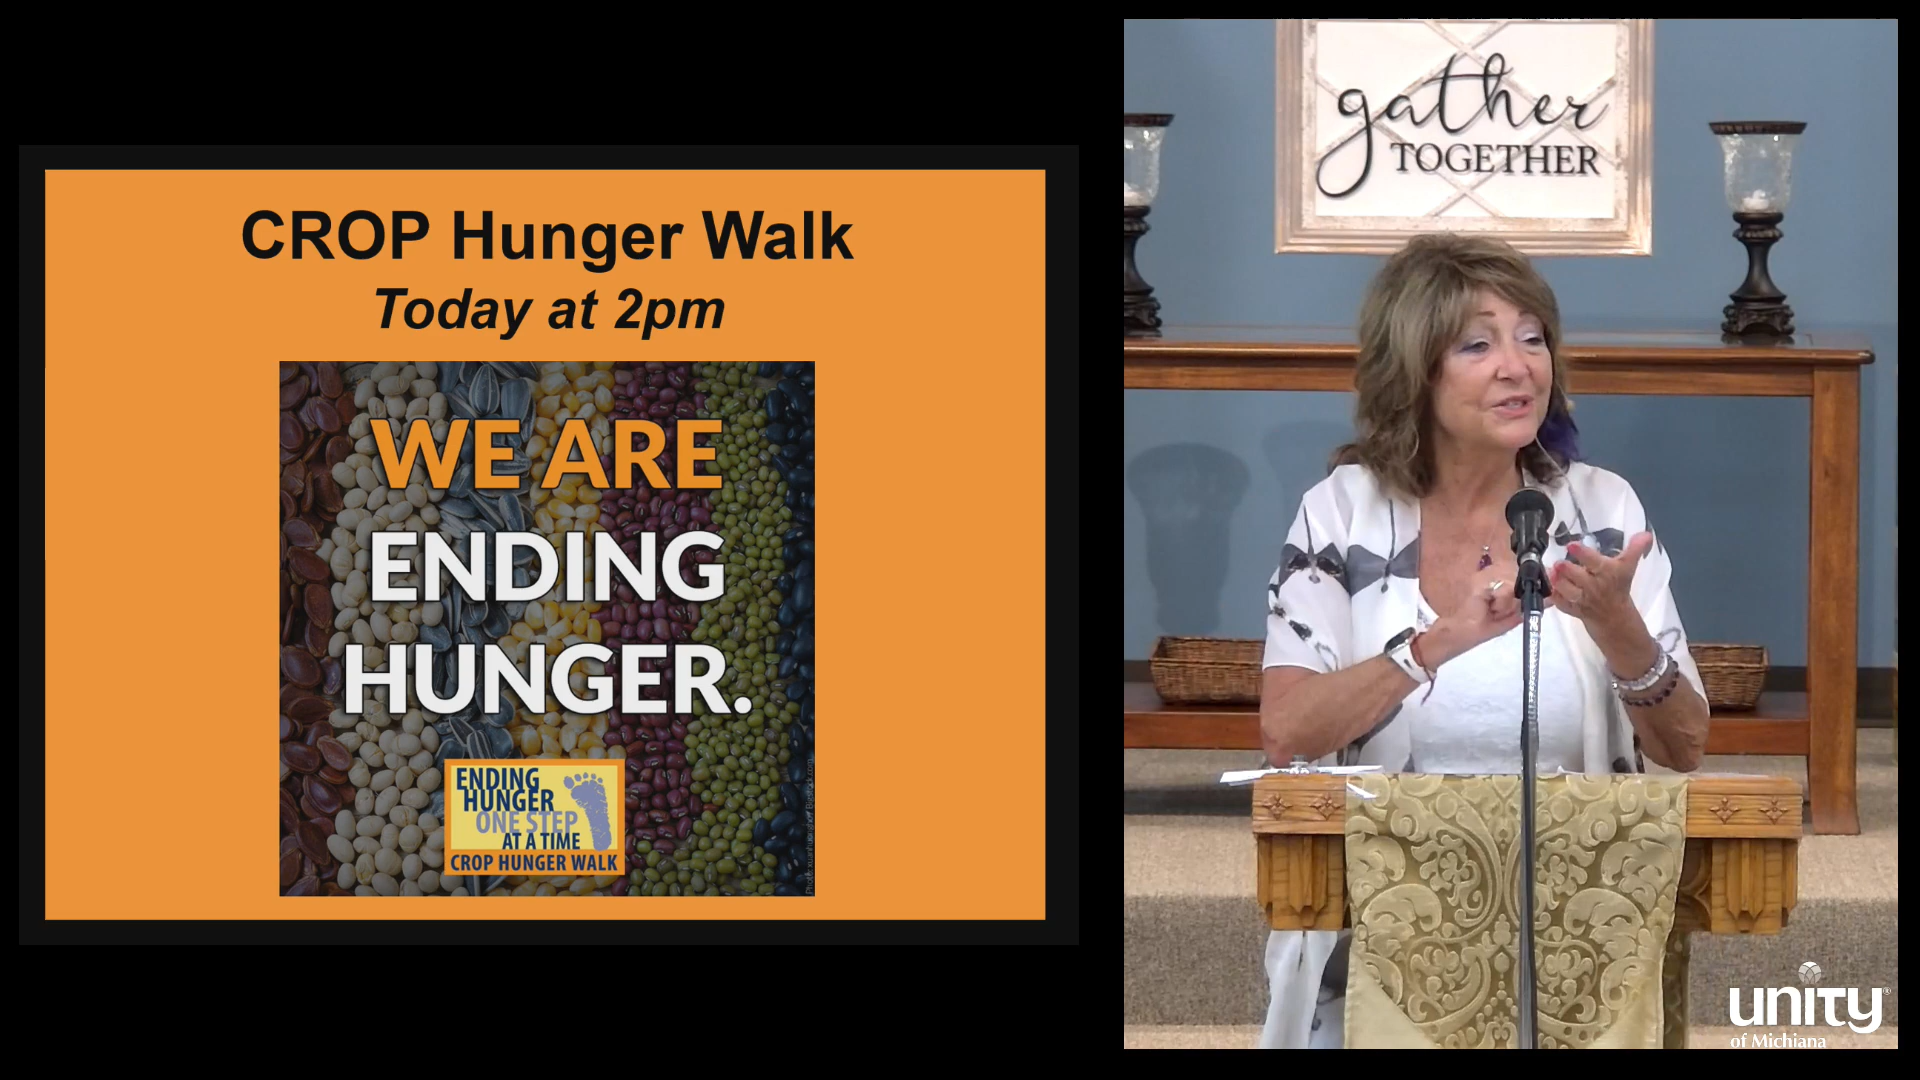 CROP Hunger Walk
Today at 2pm
WE ARE
ENDING
HUNGER.
ENDING
HUNGER
ONE STEP
AT A TIME
CROP HUNGER WALK
gather
TOGETHER
unity®
of Michiana